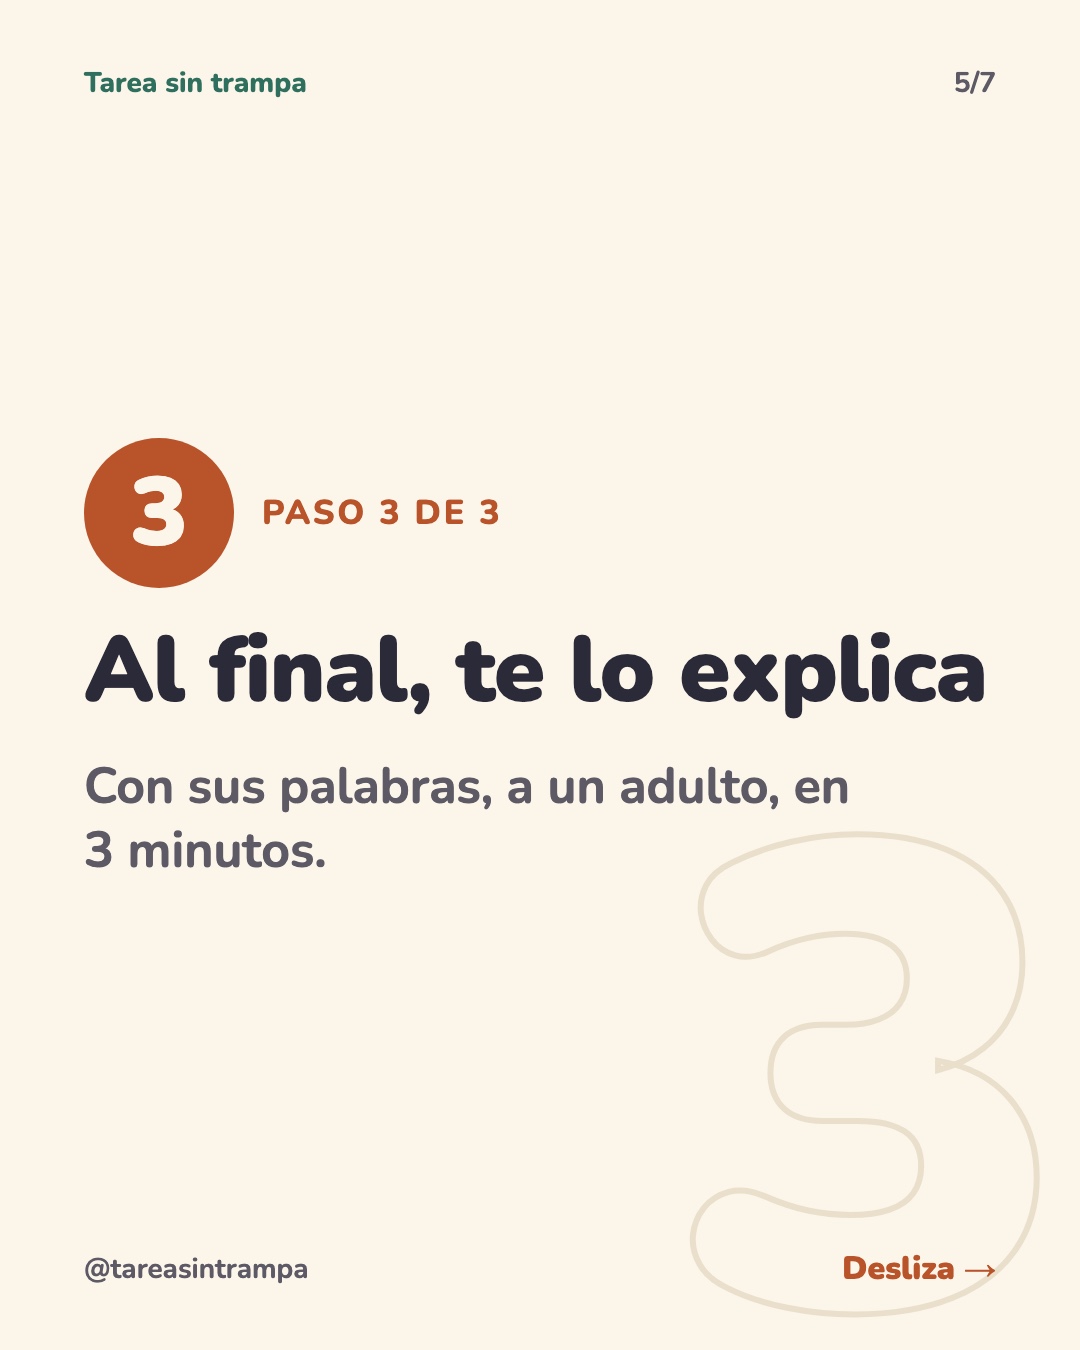 Tarea sin trampa
5/7
3
PASO 3 DE 3
Al final, te lo explica
Con sus palabras, a un adulto, en
3 minutos.
3
@tareasintrampa
Desliza →